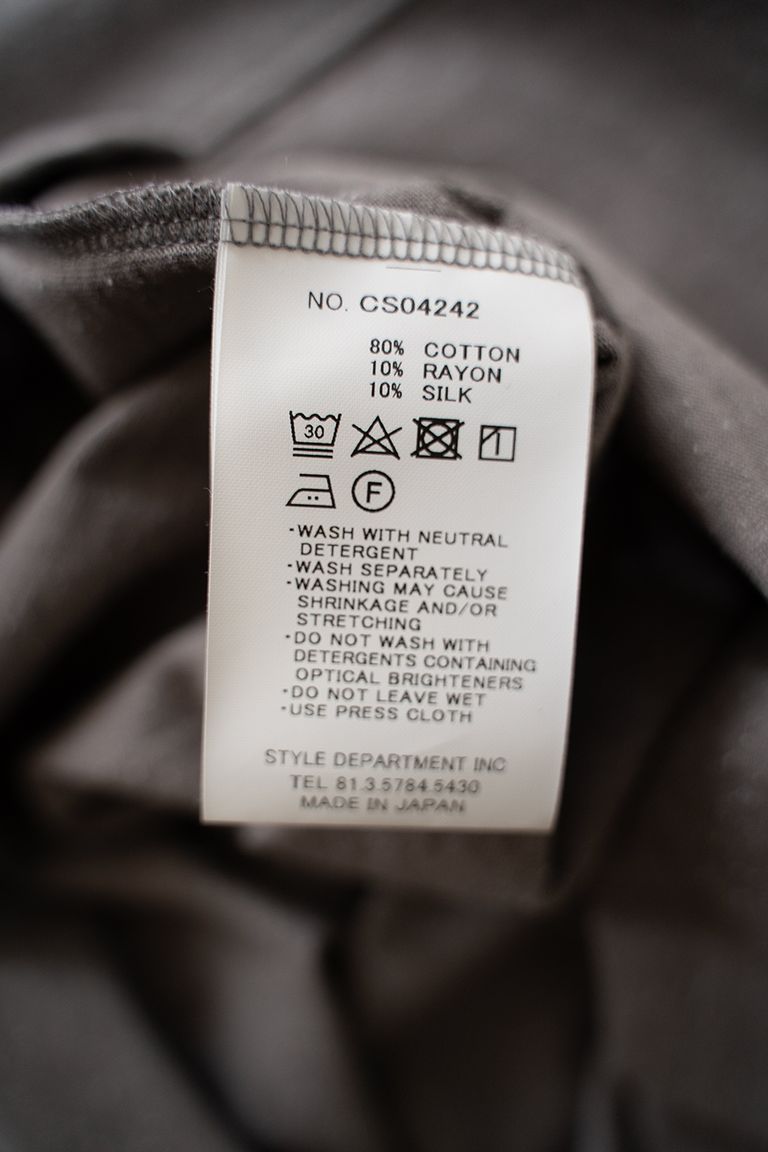 NO. CS04242
80% COTTON
10% RAYON
10% SILK
30
F
-WASH WITH NEUTRAL
DETERGENT
-WASH SEPARATELY
-WASHING MAY CAUSE
SHRINKAGE AND/OR
STRETCHING
-DO NOT WASH WITH
DETERGENTS CONTAINING
OPTICAL BRIGHTENERS
-DO NOT LEAVE WET
-USE PRESS CLOTH
STYLE DEPARTMENT INC
TEL 81.3.5784.5430
MADE IN JAPAN